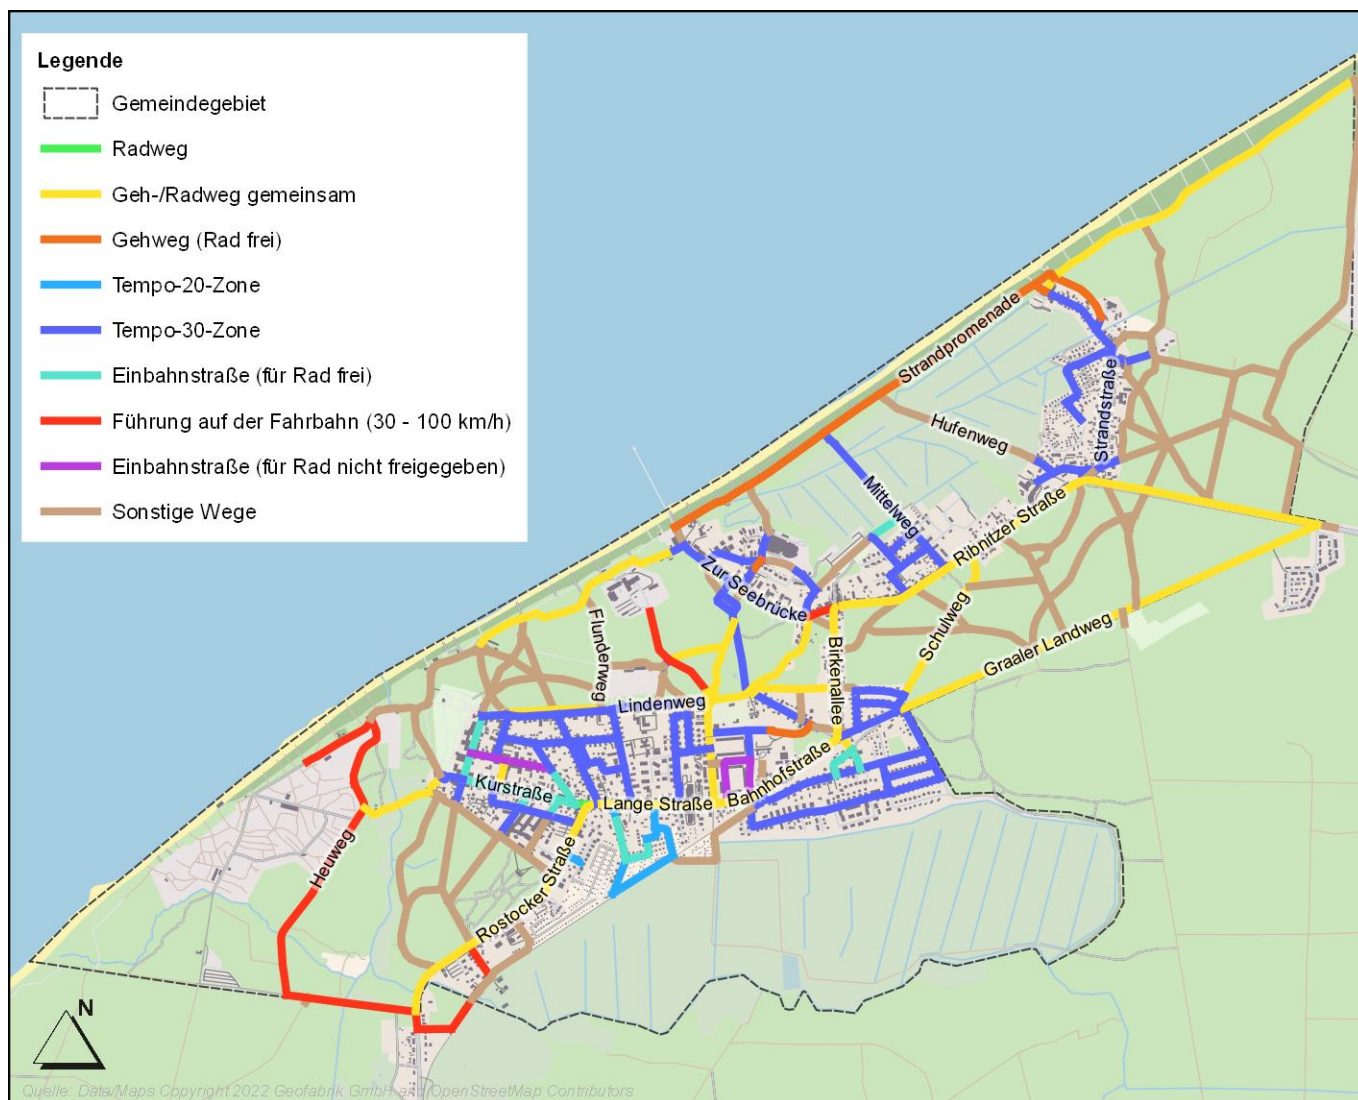 Legende
Gemeindegebiet
Radweg
Geh-/Radweg gemeinsam
Gehweg (Rad frei)
Tempo-20-Zone
Tempo-30-Zone
Einbahnstraße (für Rad frei)
Führung auf der Fahrbahn (30 - 100 km/h)
Einbahnstraße (für Rad nicht freigegeben)
Sonstige Wege
Strandpromenade
Hufenweg
Strandstraße
Mittelweg
Ribnitzer Straße
Zur Seebrücke
Flundenweg
Birkenallee
Schulweg
Graaler Landweg
Lindenweg
Kurstraße
Lange Straße
Bahnhofstraße
Heuweg
Rostocker Straße
N
Quelle: Data/Maps Copyright 2022 Geofabrik GmbH and OpenStreetMap Contributors